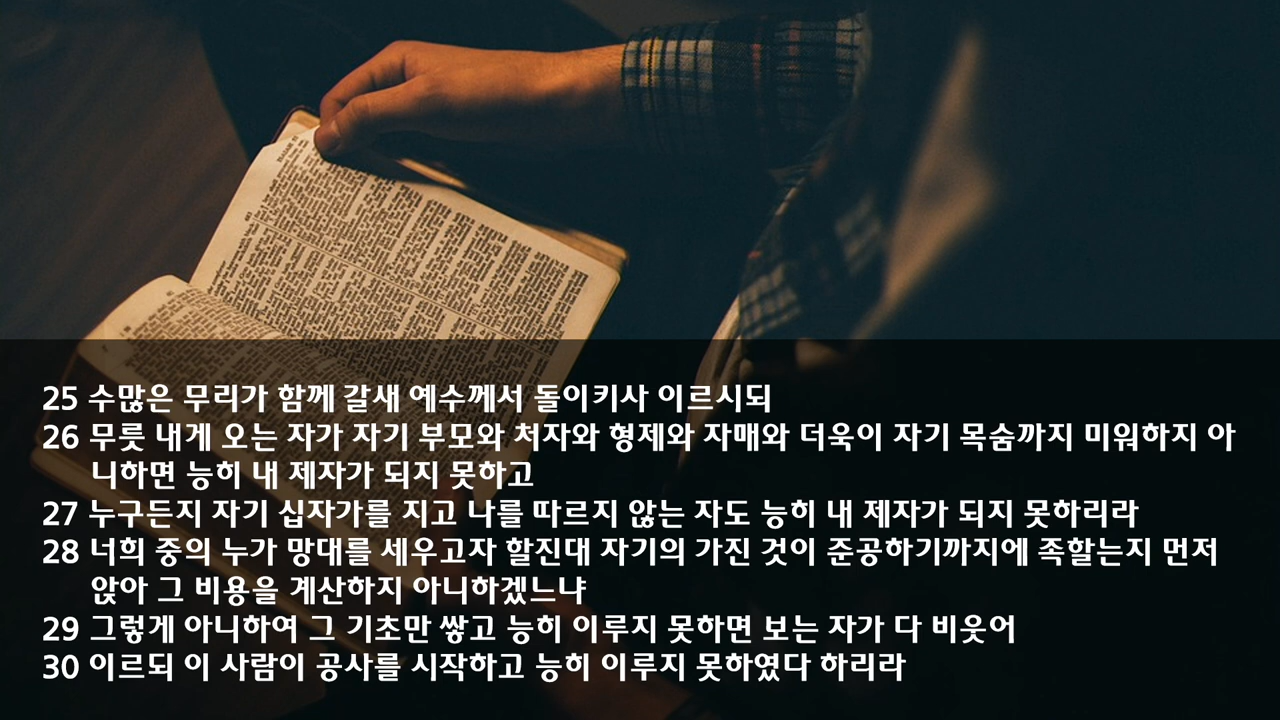 25 수많은 무리가 함께 갈새 예수께서 돌이키사 이르시되
26 무릇 내게 오는 자가 자기 부모와 처자와 형제와 자매와 더욱이 자기 목숨까지 미워하지 아
니하면 능히 내 제자가 되지 못하고
27 누구든지 자기 십자가를 지고 나를 따르지 않는 자도 능히 내 제자가 되지 못하리라
28 너희 중의 누가 망대를 세우고자 할진대 자기의 가진 것이 준공하기까지에 족할는지 먼저
앉아 그 비용을 계산하지 아니하겠느냐
29 그렇게 아니하여 그 기초만 쌓고 능히 이루지 못하면 보는 자가 다 비웃어
30 이르되 이 사람이 공사를 시작하고 능히 이루지 못하였다 하리라